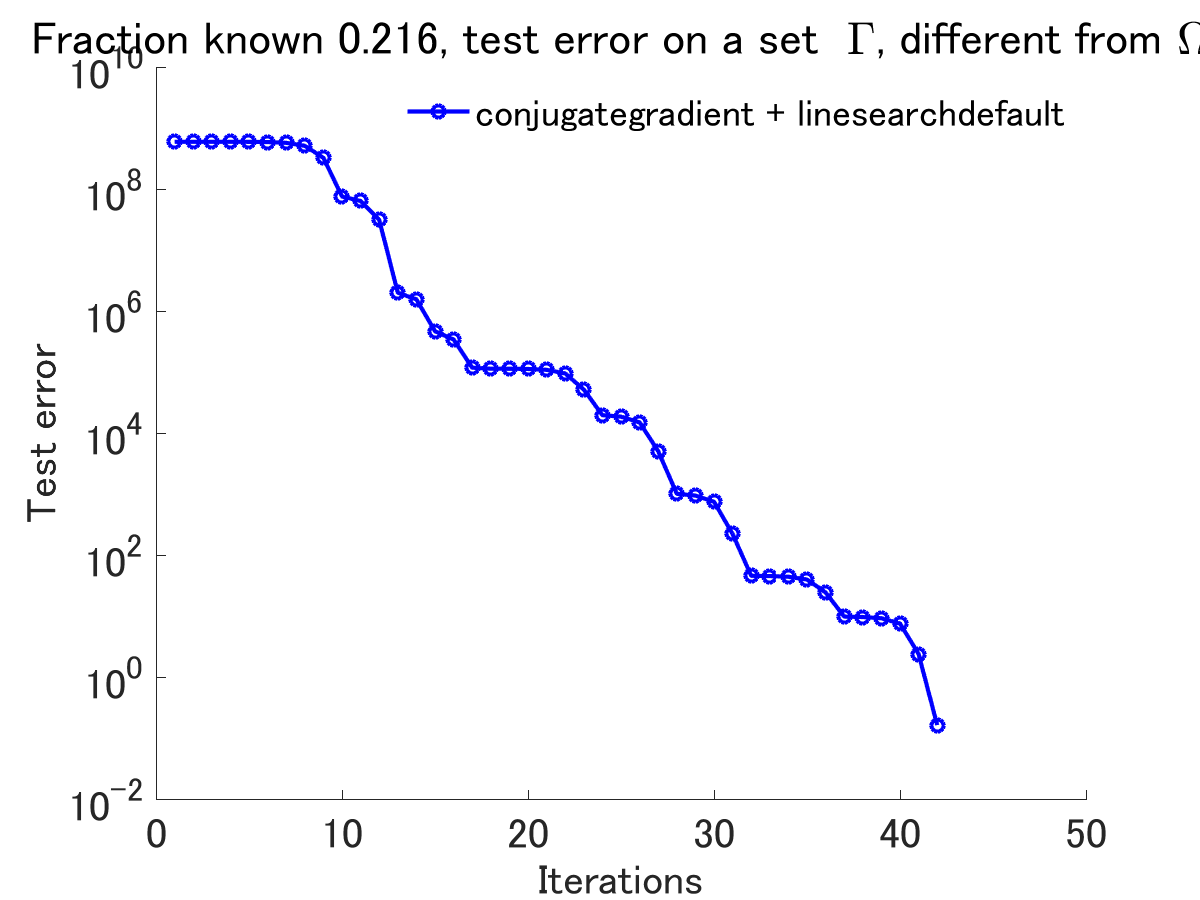 Fraction known 0.216, test error on a set Γ, different from Ω
10^10
conjugategradient + linesearchdefault
10^8
10^6
10^4
10^2
10^0
10^-2
Test error
0 10 20 30 40 50
Iterations